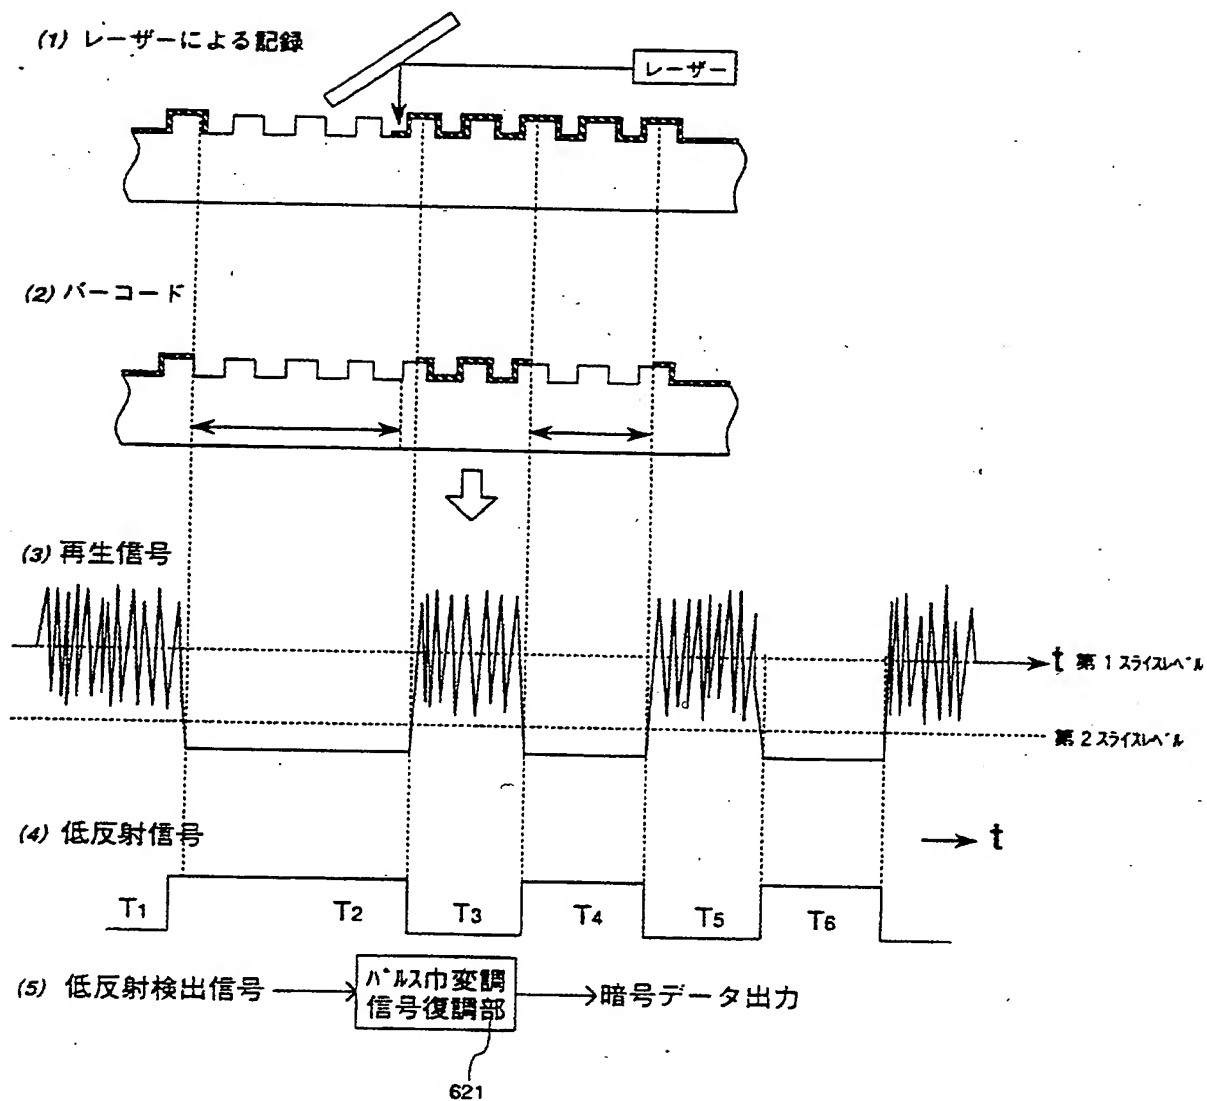 (1) レーザーによる記録
レーザー
(2) バーコード
(3) 再生信号
t 第1スライスレベル
第2スライスレベル
(4) 低反射信号
t
T1 T2 T3 T4 T5 T6
(5) 低反射検出信号
パルス巾変調
信号復調部
暗号データ出力
621